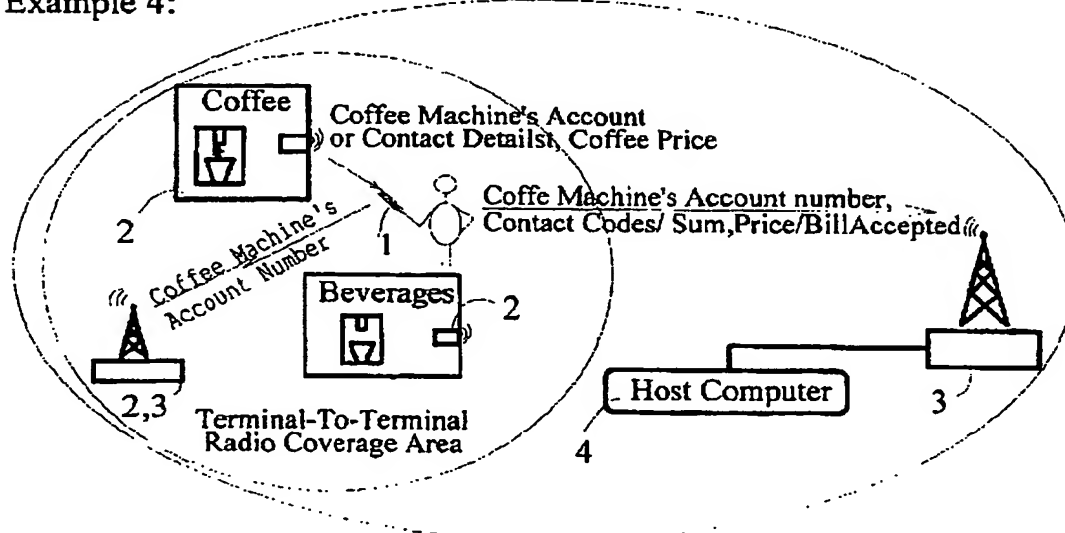 Example 4:
Coffee
Coffee Machine's Account
or Contact Detailst, Coffee Price
2
1
Coffe Machine's Account number,
Contact Codes/ Sum,Price/BillAccepted
Coffee Machine's
Account Number
Beverages
2
2,3
Terminal-To-Terminal
Radio Coverage Area
Host Computer
4
3